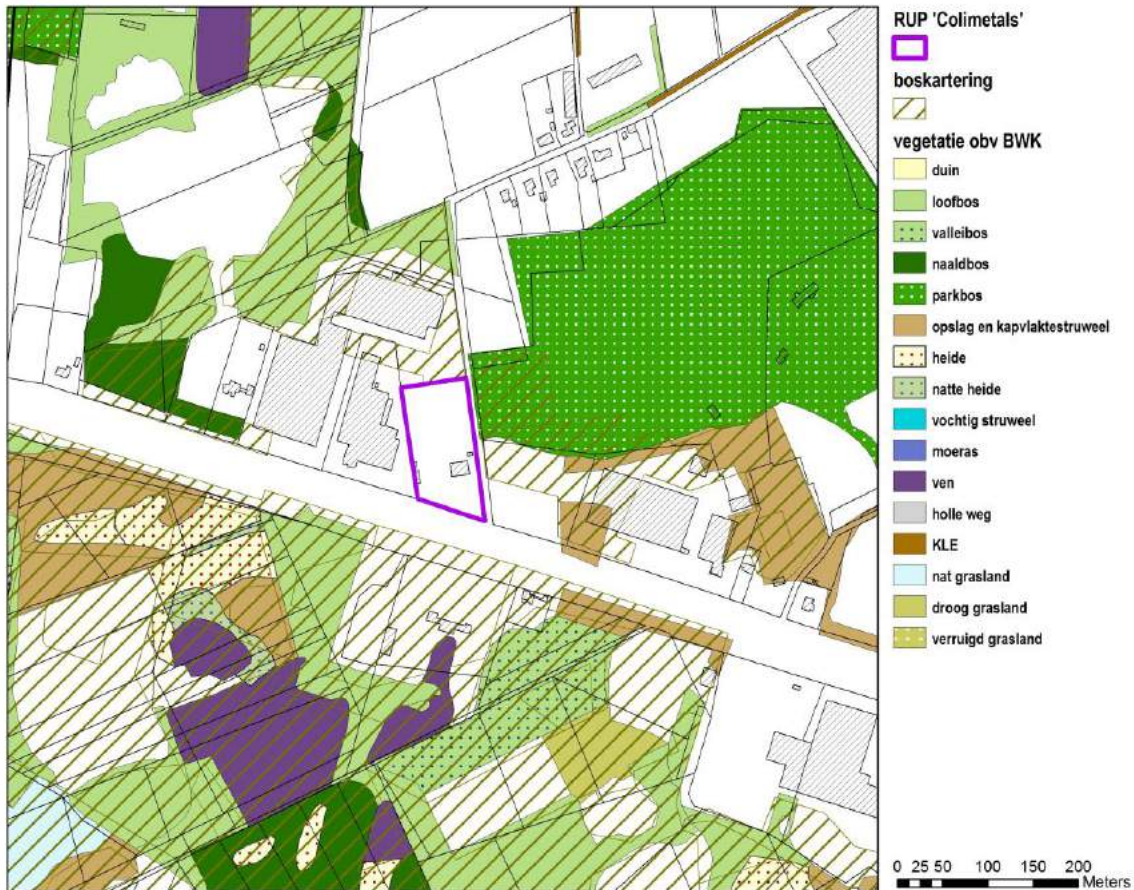 RUP 'Colimetals'
boskartering
vegetatie obv BWK
duin
loofbos
valleibos
naaldbos
parkbos
opslag en kapvlaktestruweel
heide
natte heide
vochtig struweel
moeras
ven
holle weg
KLE
nat grasland
droog grasland
verruigd grasland
0 25 50 100 150 200
Meters